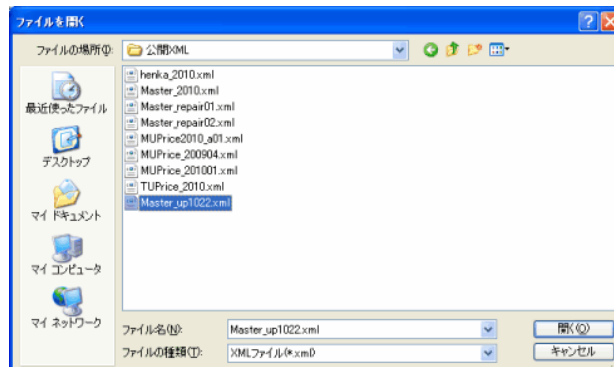 ファイルを開く
ファイルの場所(I):
公開XML
henka_2010.xml
Master_2010.xml
Master_repair01.xml
Master_repair02.xml
MUPrice2010_a01.xml
MUPrice_200904.xml
MUPrice_201001.xml
TUPrice_2010.xml
Master_up1022.xml
最近使ったファイル
デスクトップ
マイ ドキュメント
マイ コンピュータ
マイ ネットワーク
ファイル名(N):
Master_up1022.xml
開く(O)
ファイルの種類(T):
XMLファイル(*.xml)
キャンセル